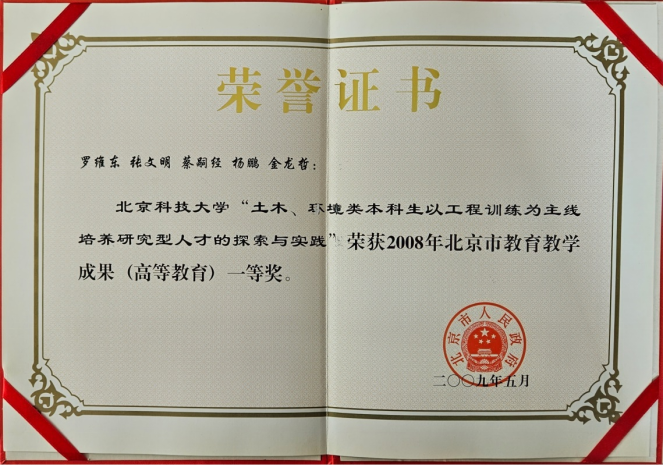 荣誉证书
罗维东 张文明 蔡嗣经 杨鹏 金龙哲：
北京科技大学“土木、环境类本科生以工程训练为主线
培养研究型人才的探索与实践”荣获2008年北京市教育教学
成果（高等教育）一等奖。
北京市人民政府
二〇〇九年五月